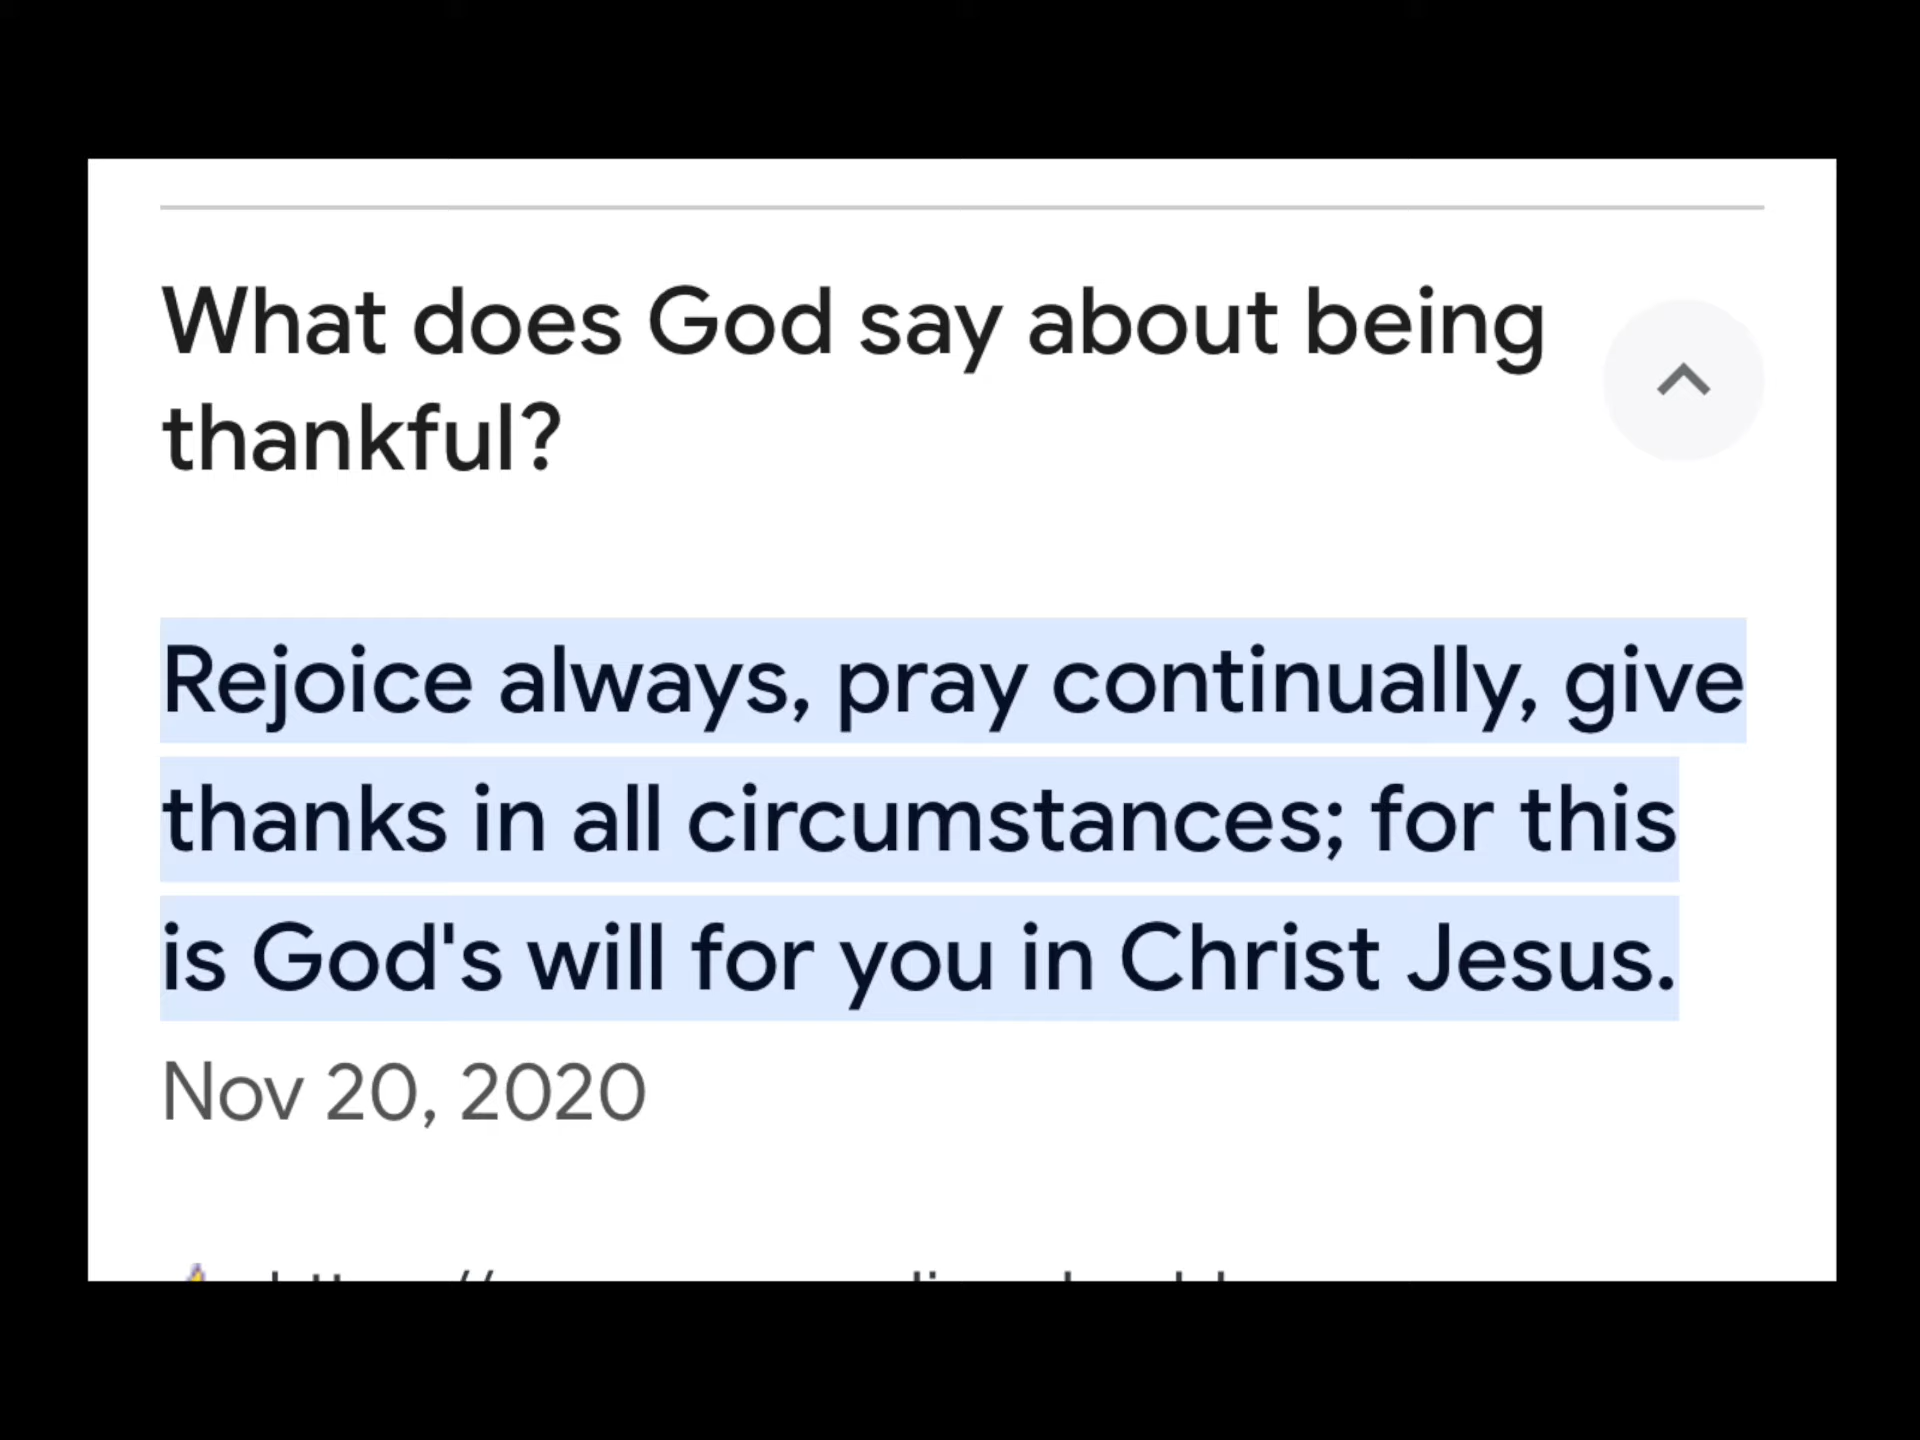 What does God say about being
thankful?
Rejoice always, pray continually, give
thanks in all circumstances; for this
is God's will for you in Christ Jesus.
Nov 20, 2020